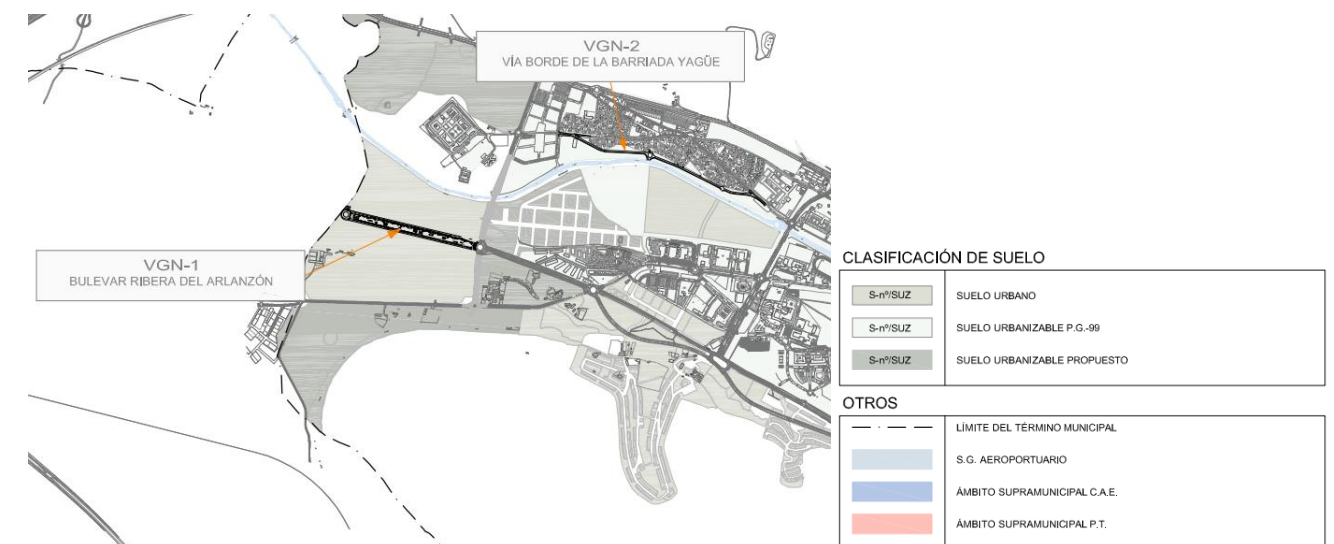 VGN-2
VÍA BORDE DE LA BARRIADA YAGÜE
VGN-1
BULEVAR RIBERA DEL ARLANZÓN
CLASIFICACIÓN DE SUELO
S-nº/SUZ SUELO URBANO
S-nº/SUZ SUELO URBANIZABLE P.G.-99
S-nº/SUZ SUELO URBANIZABLE PROPUESTO
OTROS
LÍMITE DEL TÉRMINO MUNICIPAL
S.G. AEROPORTUARIO
ÁMBITO SUPRAMUNICIPAL C.A.E.
ÁMBITO SUPRAMUNICIPAL P.T.